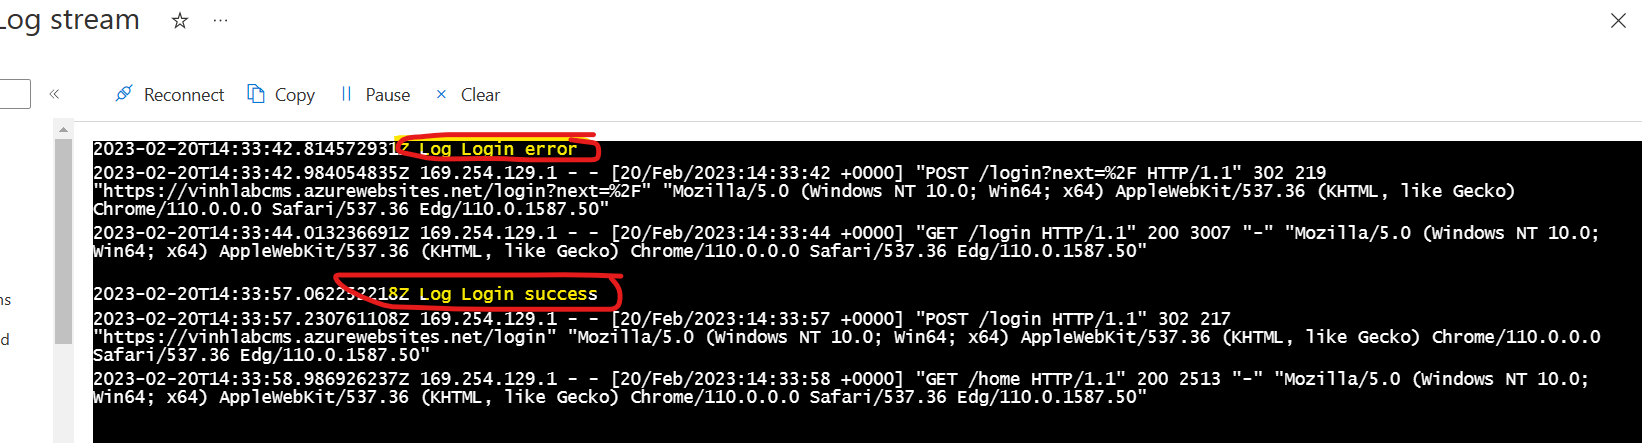 Log stream
Reconnect Copy Pause Clear
2023-02-20T14:33:42.814572931Z Log Login error
2023-02-20T14:33:42.984054835Z 169.254.129.1 - - [20/Feb/2023:14:33:42 +0000] "POST /login?next=%2F HTTP/1.1" 302 219
"https://vinhlabcms.azurewebsites.net/login?next=%2F" "Mozilla/5.0 (Windows NT 10.0; Win64; x64) AppleWebKit/537.36 (KHTML, like Gecko)
Chrome/110.0.0.0 Safari/537.36 Edg/110.0.1587.50"
2023-02-20T14:33:44.013236691Z 169.254.129.1 - - [20/Feb/2023:14:33:44 +0000] "GET /login HTTP/1.1" 200 3007 "-" "Mozilla/5.0 (Windows NT 10.0;
Win64; x64) AppleWebKit/537.36 (KHTML, like Gecko) Chrome/110.0.0.0 Safari/537.36 Edg/110.0.1587.50"
2023-02-20T14:33:57.062252218Z Log Login success
2023-02-20T14:33:57.230761108Z 169.254.129.1 - - [20/Feb/2023:14:33:57 +0000] "POST /login HTTP/1.1" 302 217
"https://vinhlabcms.azurewebsites.net/login" "Mozilla/5.0 (Windows NT 10.0; Win64; x64) AppleWebKit/537.36 (KHTML, like Gecko) Chrome/110.0.0.0
Safari/537.36 Edg/110.0.1587.50"
2023-02-20T14:33:58.986926237Z 169.254.129.1 - - [20/Feb/2023:14:33:58 +0000] "GET /home HTTP/1.1" 200 2513 "-" "Mozilla/5.0 (Windows NT 10.0;
Win64; x64) AppleWebKit/537.36 (KHTML, like Gecko) Chrome/110.0.0.0 Safari/537.36 Edg/110.0.1587.50"